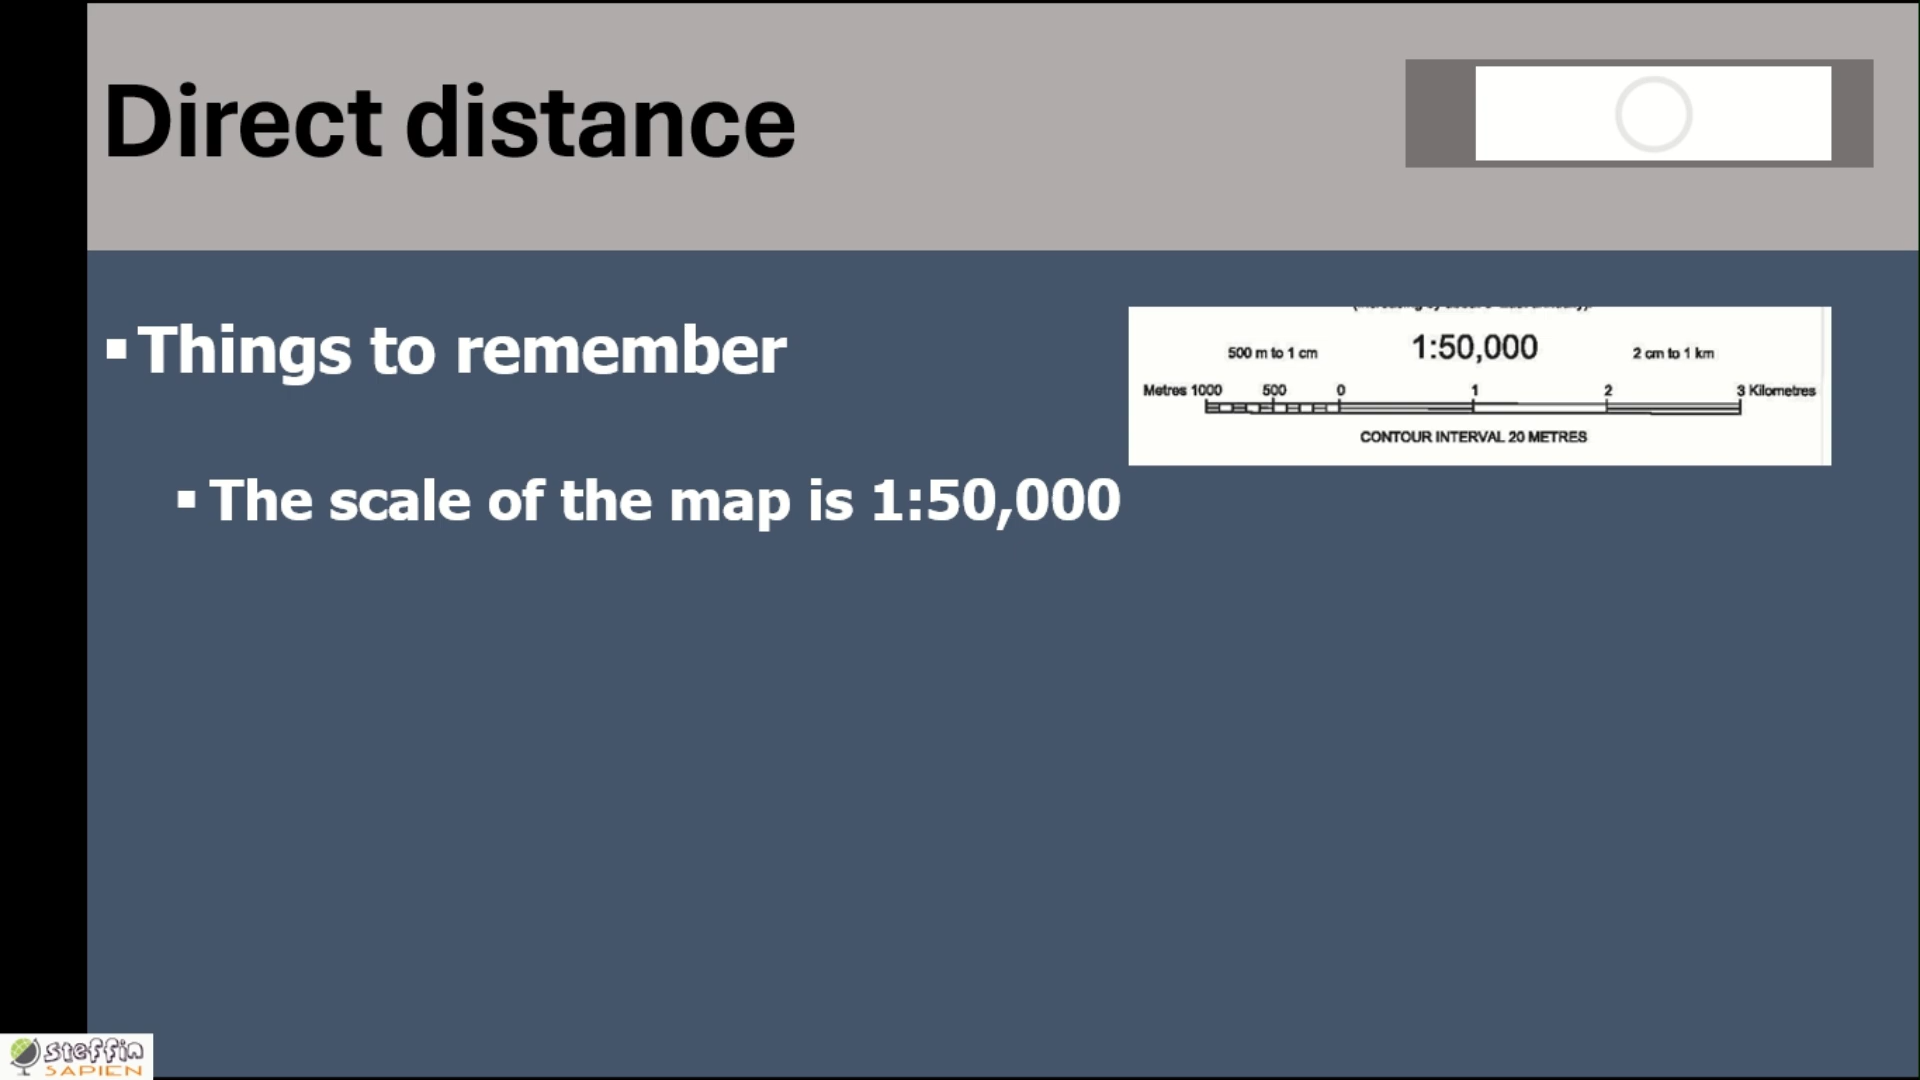 Direct distance
▪Things to remember
500 m to 1 cm 1:50,000 2 cm to 1 km
Metres 1000 500 0 1 2 3 Kilometres
CONTOUR INTERVAL 20 METRES
▪The scale of the map is 1:50,000
steffin
SAPIEN